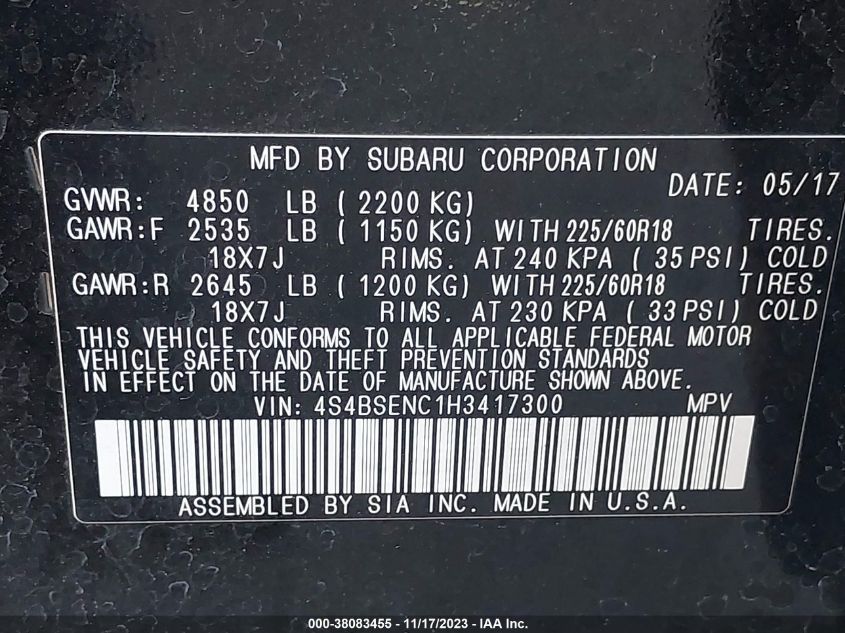 MFD BY SUBARU CORPORATION
DATE: 05/17
GVWR: 4850 LB ( 2200 KG)
GAWR:F 2535 LB ( 1150 KG) WITH 225/60R18 TIRES.
18X7J RIMS. AT 240 KPA ( 35 PSI) COLD
GAWR:R 2645 LB ( 1200 KG) WITH 225/60R18 TIRES.
18X7J RIMS. AT 230 KPA ( 33 PSI) COLD
THIS VEHICLE CONFORMS TO ALL APPLICABLE FEDERAL MOTOR
VEHICLE SAFETY AND THEFT PREVENTION STANDARDS
IN EFFECT ON THE DATE OF MANUFACTURE SHOWN ABOVE.
VIN: 4S4BSENC1H3417300 MPV
ASSEMBLED BY SIA INC. MADE IN U.S.A.
000-38083455 - 11/17/2023 - IAA Inc.